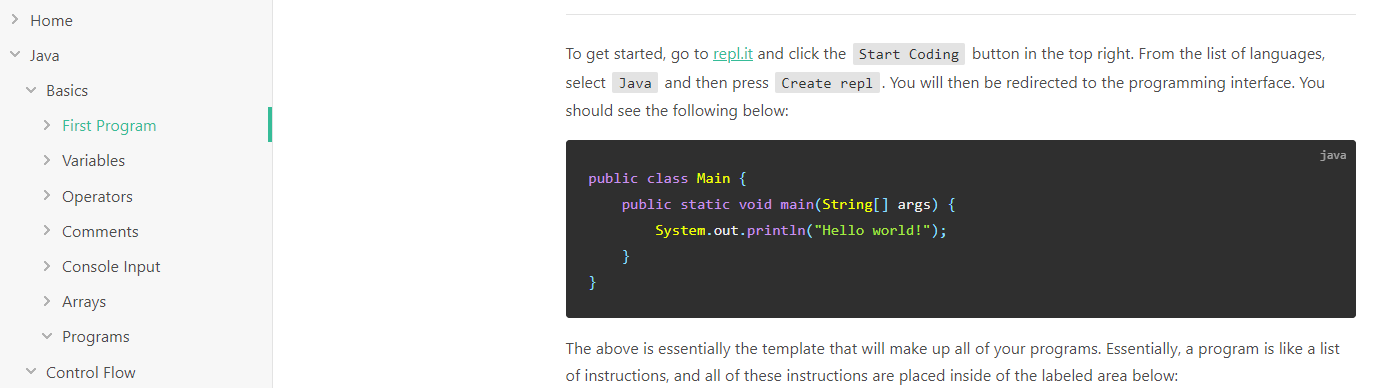 Home
Java
Basics
First Program
Variables
Operators
Comments
Console Input
Arrays
Programs
Control Flow
To get started, go to repl.it and click the Start Coding button in the top right. From the list of languages,
select Java and then press Create repl. You will then be redirected to the programming interface. You
should see the following below:
java
public class Main {
    public static void main(String[] args) {
        System.out.println("Hello world!");
    }
}
The above is essentially the template that will make up all of your programs. Essentially, a program is like a list
of instructions, and all of these instructions are placed inside of the labeled area below: